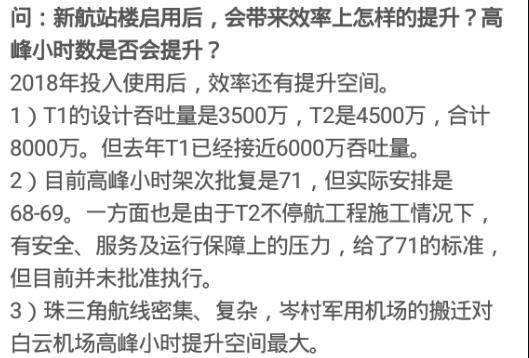 问：新航站楼启用后，会带来效率上怎样的提升？高
峰小时数是否会提升？
2018年投入使用后，效率还有提升空间。
1）T1的设计吞吐量是3500万，T2是4500万，合计
8000万。但去年T1已经接近6000万吞吐量。
2）目前高峰小时架次批复是71，但实际安排是
68-69。一方面也是由于T2不停航工程施工情况下，
有安全、服务及运行保障上的压力，给了71的标准，
但目前并未批准执行。
3）珠三角航线密集、复杂，岑村军用机场的搬迁对
白云机场高峰小时提升空间最大。